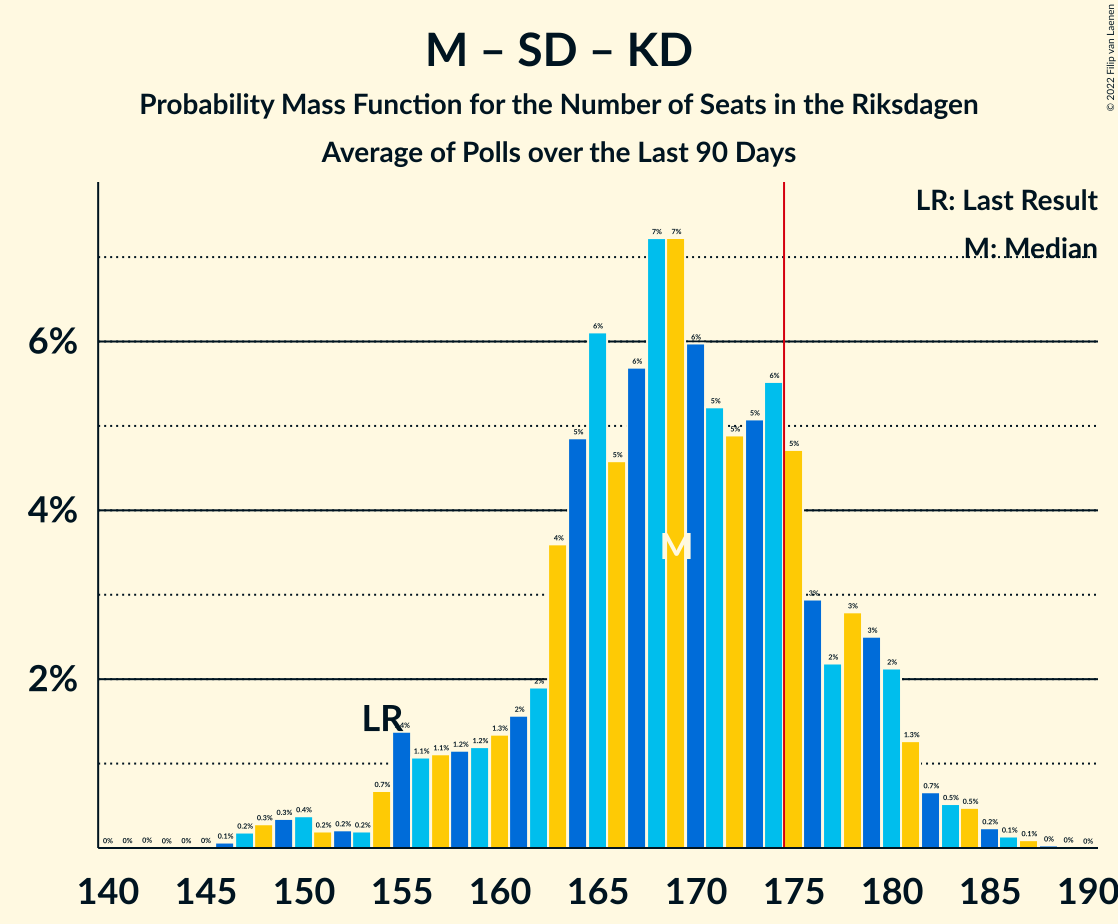 M – SD – KD
Probability Mass Function for the Number of Seats in the Riksdagen
Average of Polls over the Last 90 Days
© 2022 Filip van Laenen
LR: Last Result
M: Median
6%
4%
2%
0% 0% 0% 0% 0% 0% 0.1% 0.2% 0.3% 0.3% 0.4% 0.2% 0.2% 0.2% 0.7% 1.1% 1.1% 1.2% 1.2% 1.3% 2% 2% 4% 5% 6% 5% 6% 7% 7% 6% 5% 5% 5% 6% 5% 3% 2% 3% 3% 2% 1.3% 0.7% 0.5% 0.5% 0.2% 0.1% 0.1% 0% 0% 0%
LR
M
140 145 150 155 160 165 170 175 180 185 190